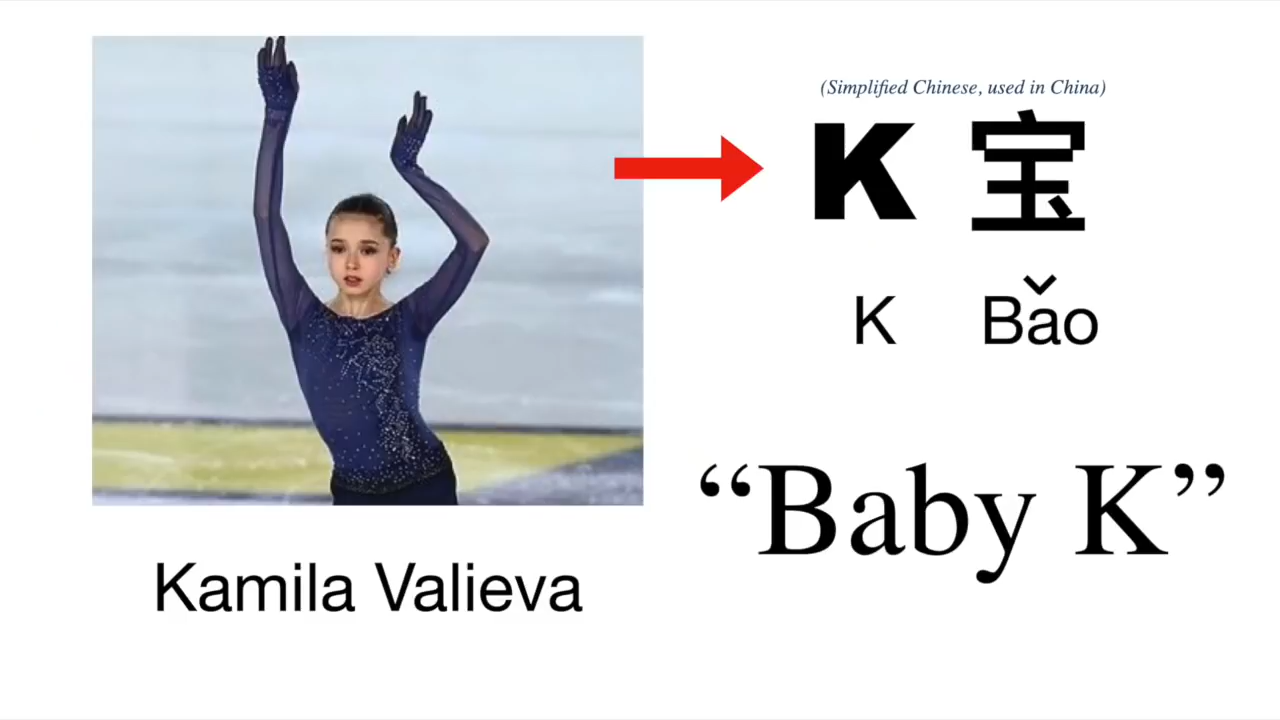 (Simplified Chinese, used in China)
K 宝
K Bǎo
“Baby K”
Kamila Valieva